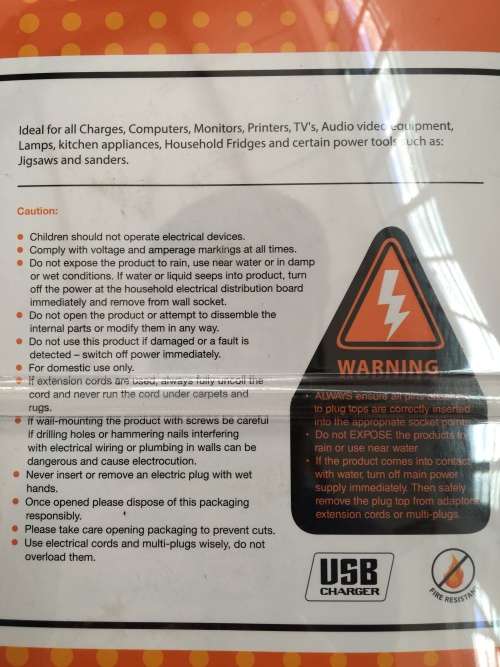 Ideal for all Charges, Computers, Monitors, Printers, TV's, Audio video equipment,
Lamps, kitchen appliances, Household Fridges and certain power tools such as:
Jigsaws and sanders.
Caution:
• Children should not operate electrical devices.
• Comply with voltage and amperage markings at all times.
• Do not expose the product to rain, use near water or in damp
or wet conditions. If water or liquid seeps into product, turn
off the power at the household electrical distribution board
immediately and remove from wall socket.
• Do not open the product or attempt to dissemble the
internal parts or modify them in any way.
• Do not use this product if damaged or a fault is
detected – switch off power immediately.
• For domestic use only.
• If extension cords are used, always fully uncoil the
cord and never run the cord under carpets and
rugs.
• If wall-mounting the product with screws be careful
if drilling holes or hammering nails interfering
with electrical wiring or plumbing in walls can be
dangerous and cause electrocution.
• Never insert or remove an electric plug with wet
hands.
• Once opened please dispose of this packaging
responsibly.
• Please take care opening packaging to prevent cuts.
• Use electrical cords and multi-plugs wisely, do not
overload them.
WARNING
• ALWAYS ensure all
to plug tops are correctly inserted
into the appropriate socket
• Do not EXPOSE the products to
rain or use near water
• If the product comes into contact
with water, turn off main power
supply immediately. Then safely
remove the plug top from adaptors
extension cords or multi-plugs.
USB
CHARGER
FIRE RESISTANT